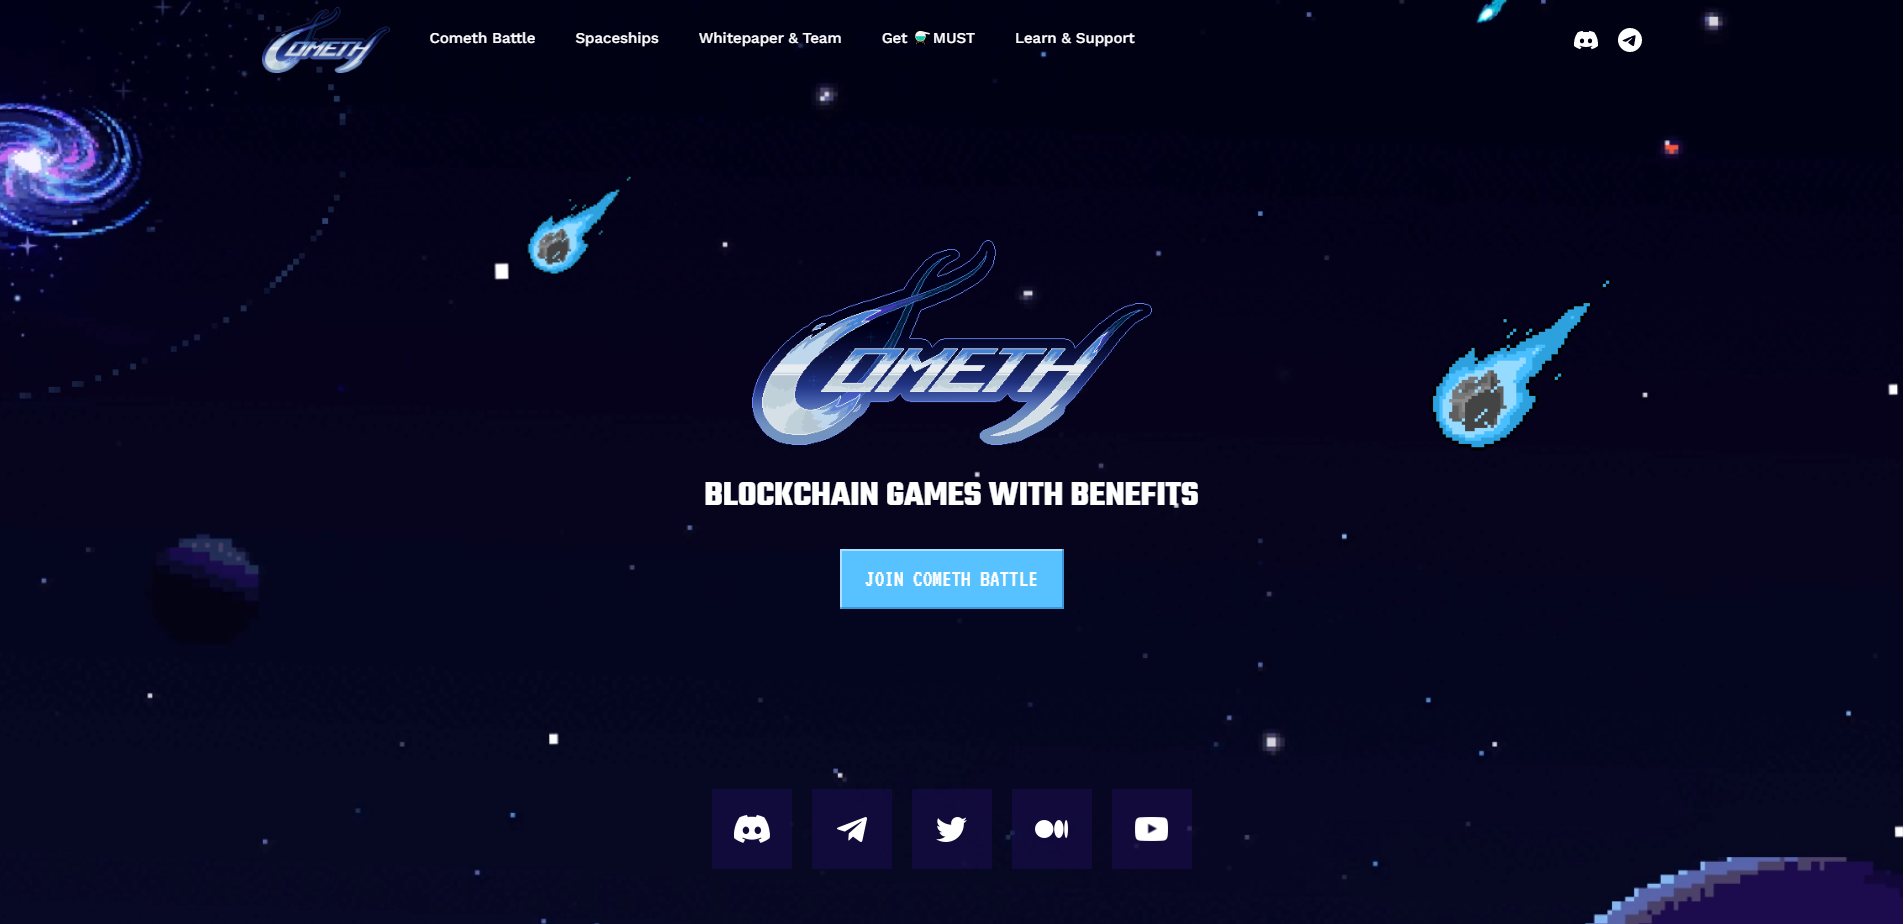 COMETH
Cometh Battle
Spaceships
Whitepaper & Team
Get MUST
Learn & Support
COMETH
BLOCKCHAIN GAMES WITH BENEFITS
JOIN COMETH BATTLE